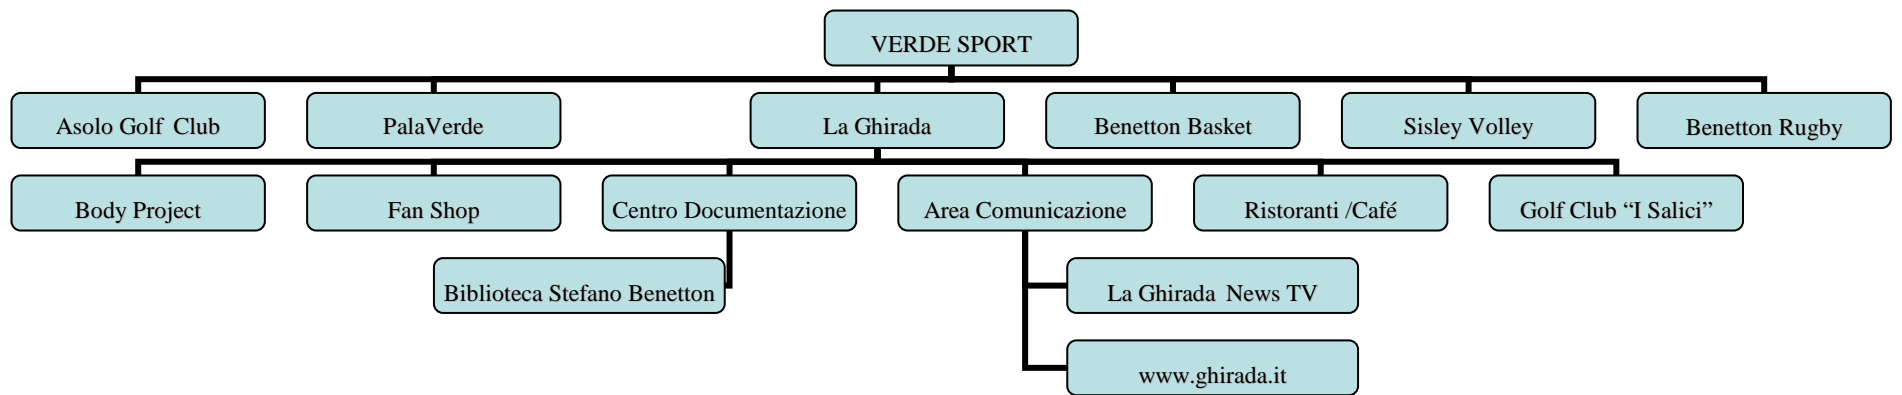 VERDE SPORT
Asolo Golf Club
PalaVerde
La Ghirada
Benetton Basket
Sisley Volley
Benetton Rugby
Body Project
Fan Shop
Centro Documentazione
Area Comunicazione
Ristoranti /Café
Golf Club “I Salici”
Biblioteca Stefano Benetton
La Ghirada News TV
www.ghirada.it